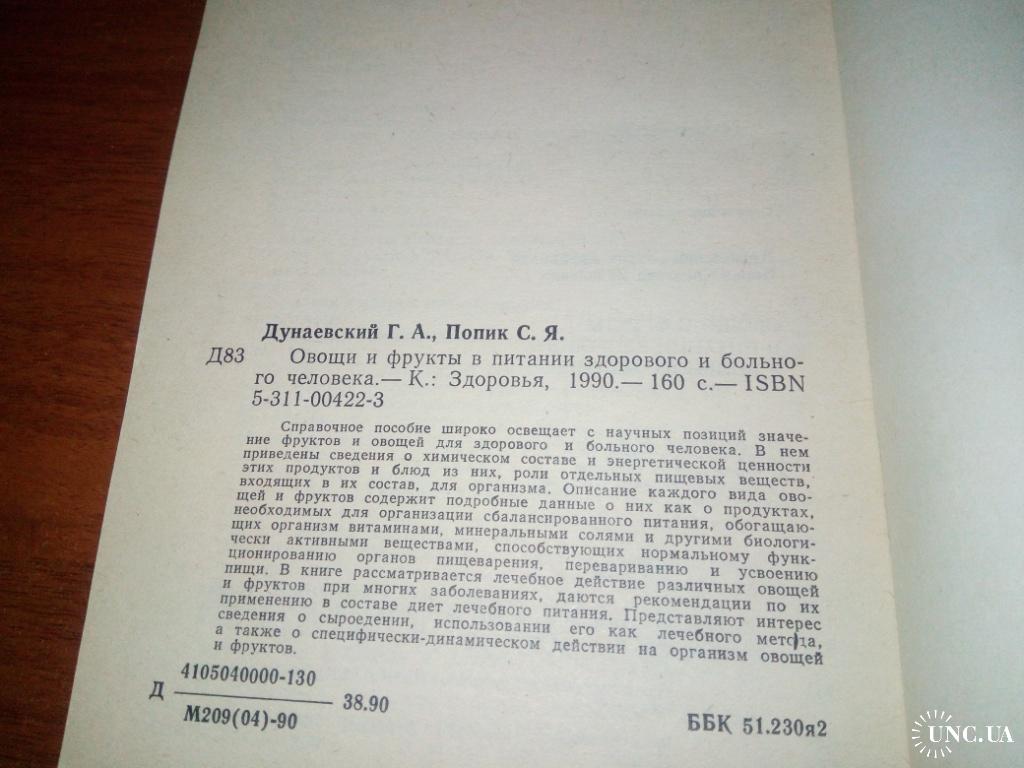 Дунаевский Г. А., Попик С. Я.
Д83 Овощи и фрукты в питании здорового и больно-
го человека.— К.: Здоровья, 1990.— 160 с.— ISBN
5-311-00422-3
Справочное пособие широко освещает с научных позиций значе-
ние фруктов и овощей для здорового и больного человека. В нем
приведены сведения о химическом составе и энергетической ценности
этих продуктов и блюд из них, роли отдельных пищевых веществ,
входящих в их состав, для организма. Описание каждого вида ово-
щей и фруктов содержит подробные данные о них как о продуктах,
необходимых для организации сбалансированного питания, обогащаю-
щих организм витаминами, минеральными солями и другими биологи-
чески активными веществами, способствующих нормальному функ-
ционированию органов пищеварения, перевариванию и усвоению
пищи. В книге рассматривается лечебное действие различных овощей
и фруктов при многих заболеваниях, даются рекомендации по их
применению в составе диет лечебного питания. Представляют интерес
сведения о сыроедении, использовании его как лечебного метода,
а также о специфически-динамическом действии на организм овощей
и фруктов.
4105040000-130
Д 38.90
М209(04)-90
ББК 51.230я2
UNC.UA